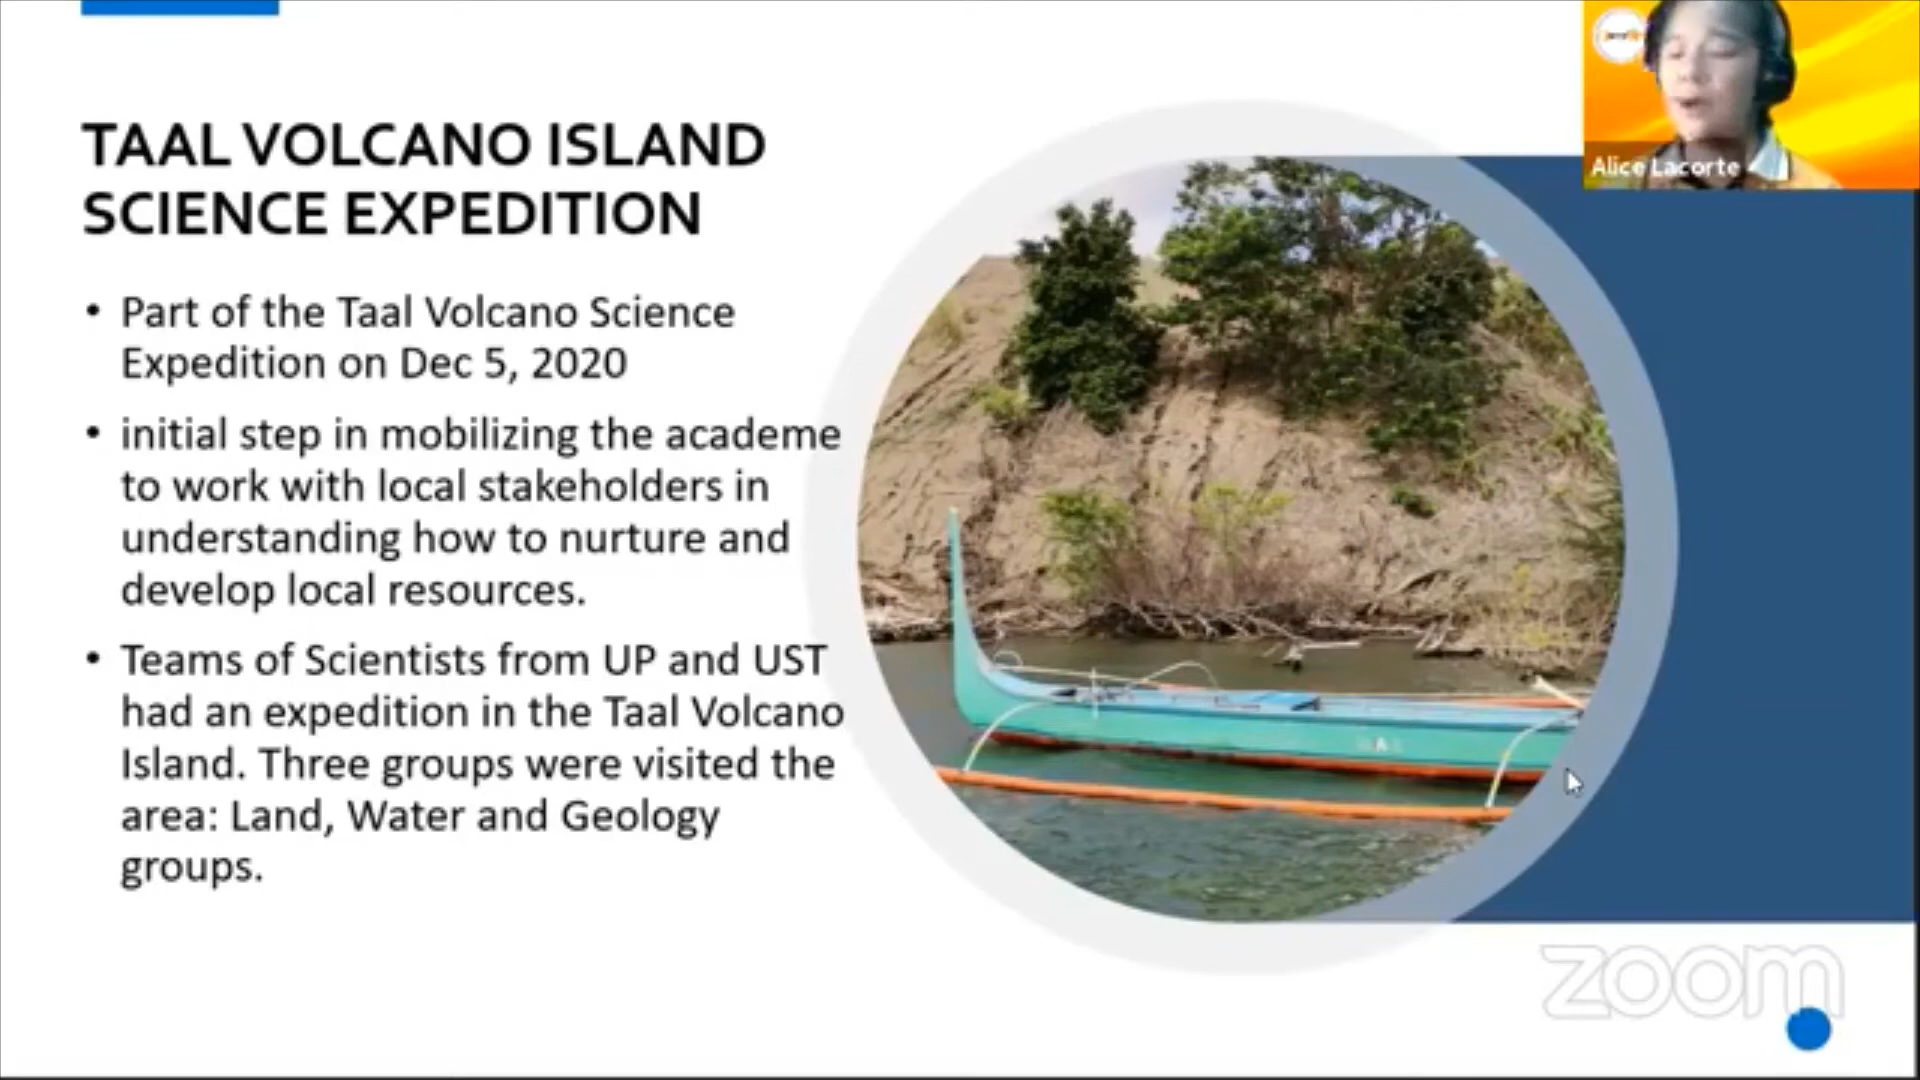 Alice Lacorte
TAAL VOLCANO ISLAND
SCIENCE EXPEDITION
• Part of the Taal Volcano Science
Expedition on Dec 5, 2020
• initial step in mobilizing the academe
to work with local stakeholders in
understanding how to nurture and
develop local resources.
• Teams of Scientists from UP and UST
had an expedition in the Taal Volcano
Island. Three groups were visited the
area: Land, Water and Geology
groups.
zoom